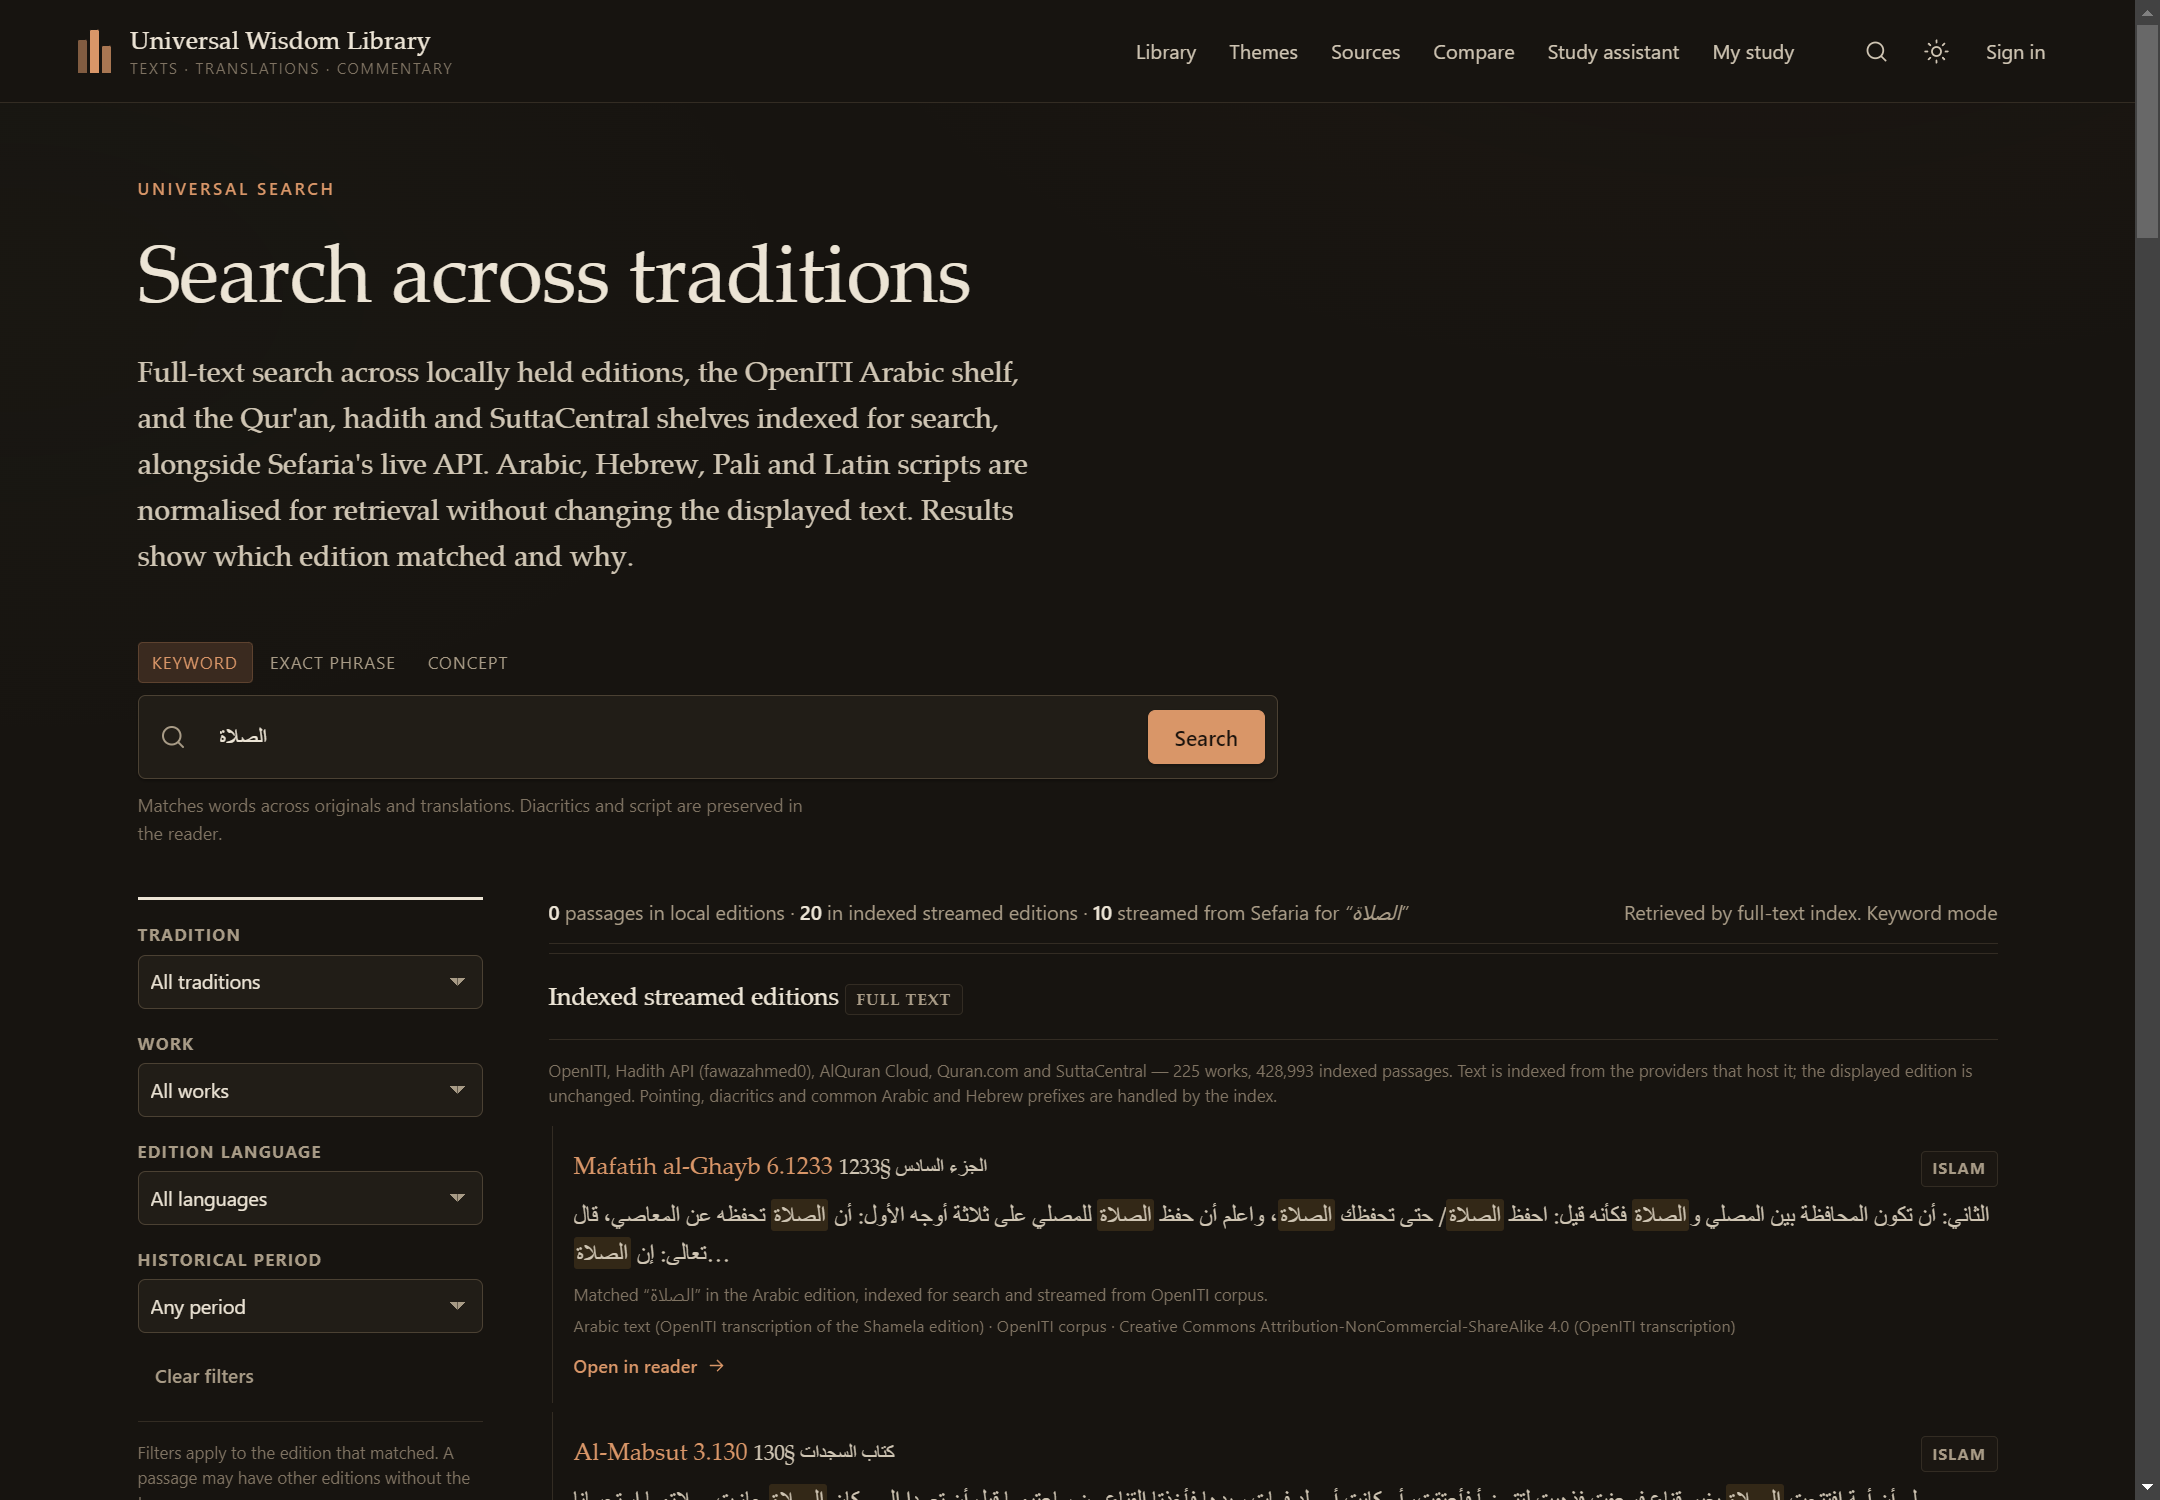 Universal Wisdom Library
TEXTS · TRANSLATIONS · COMMENTARY
Library
Themes
Sources
Compare
Study assistant
My study
Sign in
UNIVERSAL SEARCH
Search across traditions
Full-text search across locally held editions, the OpenITI Arabic shelf,
and the Qur'an, hadith and SuttaCentral shelves indexed for search,
alongside Sefaria's live API. Arabic, Hebrew, Pali and Latin scripts are
normalised for retrieval without changing the displayed text. Results
show which edition matched and why.
KEYWORD
EXACT PHRASE
CONCEPT
الصلاة
Search
Matches words across originals and translations. Diacritics and script are preserved in
the reader.
TRADITION
All traditions
WORK
All works
EDITION LANGUAGE
All languages
HISTORICAL PERIOD
Any period
Clear filters
Filters apply to the edition that matched. A
passage may have other editions without the
0 passages in local editions · 20 in indexed streamed editions · 10 streamed from Sefaria for “الصلاة”
Retrieved by full-text index. Keyword mode
Indexed streamed editions FULL TEXT
OpenITI, Hadith API (fawazahmed0), AlQuran Cloud, Quran.com and SuttaCentral — 225 works, 428,993 indexed passages. Text is indexed from the providers that host it; the displayed edition is
unchanged. Pointing, diacritics and common Arabic and Hebrew prefixes are handled by the index.
Mafatih al-Ghayb 6.1233 الجزء السادس §1233
ISLAM
الثاني: أن تكون المحافظة بين المصلي والصلاة فكأنه قيل: احفظ الصلاة/ حتى تحفظك الصلاة، واعلم أن حفظ الصلاة للمصلي على ثلاثة أوجه الأول: أن الصلاة تحفظه عن المعاصي، قال
تعالى: إن الصلاة…
Matched “الصلاة” in the Arabic edition, indexed for search and streamed from OpenITI corpus.
Arabic text (OpenITI transcription of the Shamela edition) · OpenITI corpus · Creative Commons Attribution-NonCommercial-ShareAlike 4.0 (OpenITI transcription)
Open in reader →
Al-Mabsut 3.130 كتاب السجدات §130
ISLAM